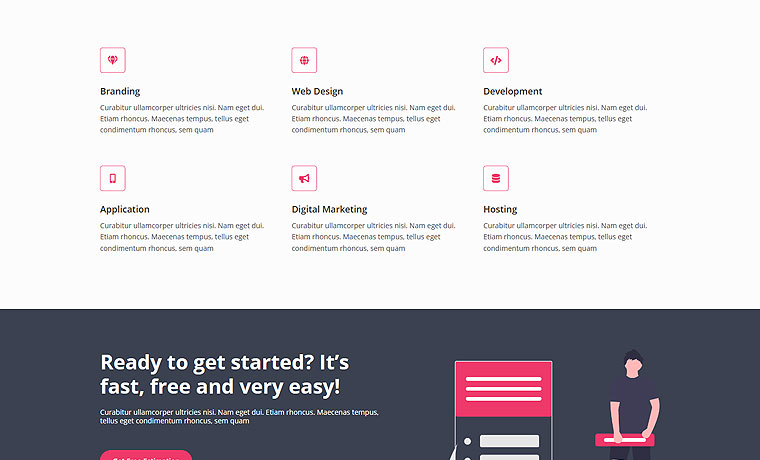 Branding
Curabitur ullamcorper ultricies nisi. Nam eget dui.
Etiam rhoncus. Maecenas tempus, tellus eget
condimentum rhoncus, sem quam
Web Design
Curabitur ullamcorper ultricies nisi. Nam eget dui.
Etiam rhoncus. Maecenas tempus, tellus eget
condimentum rhoncus, sem quam
Development
Curabitur ullamcorper ultricies nisi. Nam eget dui.
Etiam rhoncus. Maecenas tempus, tellus eget
condimentum rhoncus, sem quam
Application
Curabitur ullamcorper ultricies nisi. Nam eget dui.
Etiam rhoncus. Maecenas tempus, tellus eget
condimentum rhoncus, sem quam
Digital Marketing
Curabitur ullamcorper ultricies nisi. Nam eget dui.
Etiam rhoncus. Maecenas tempus, tellus eget
condimentum rhoncus, sem quam
Hosting
Curabitur ullamcorper ultricies nisi. Nam eget dui.
Etiam rhoncus. Maecenas tempus, tellus eget
condimentum rhoncus, sem quam
Ready to get started? It’s
fast, free and very easy!
Curabitur ullamcorper ultricies nisi. Nam eget dui. Etiam rhoncus. Maecenas tempus,
tellus eget condimentum rhoncus, sem quam